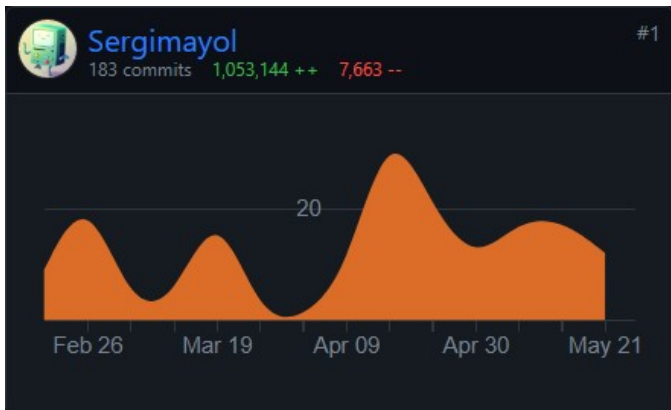 Sergimayol
#1
183 commits 1,053,144 ++ 7,663 --
20
Feb 26 Mar 19 Apr 09 Apr 30 May 21